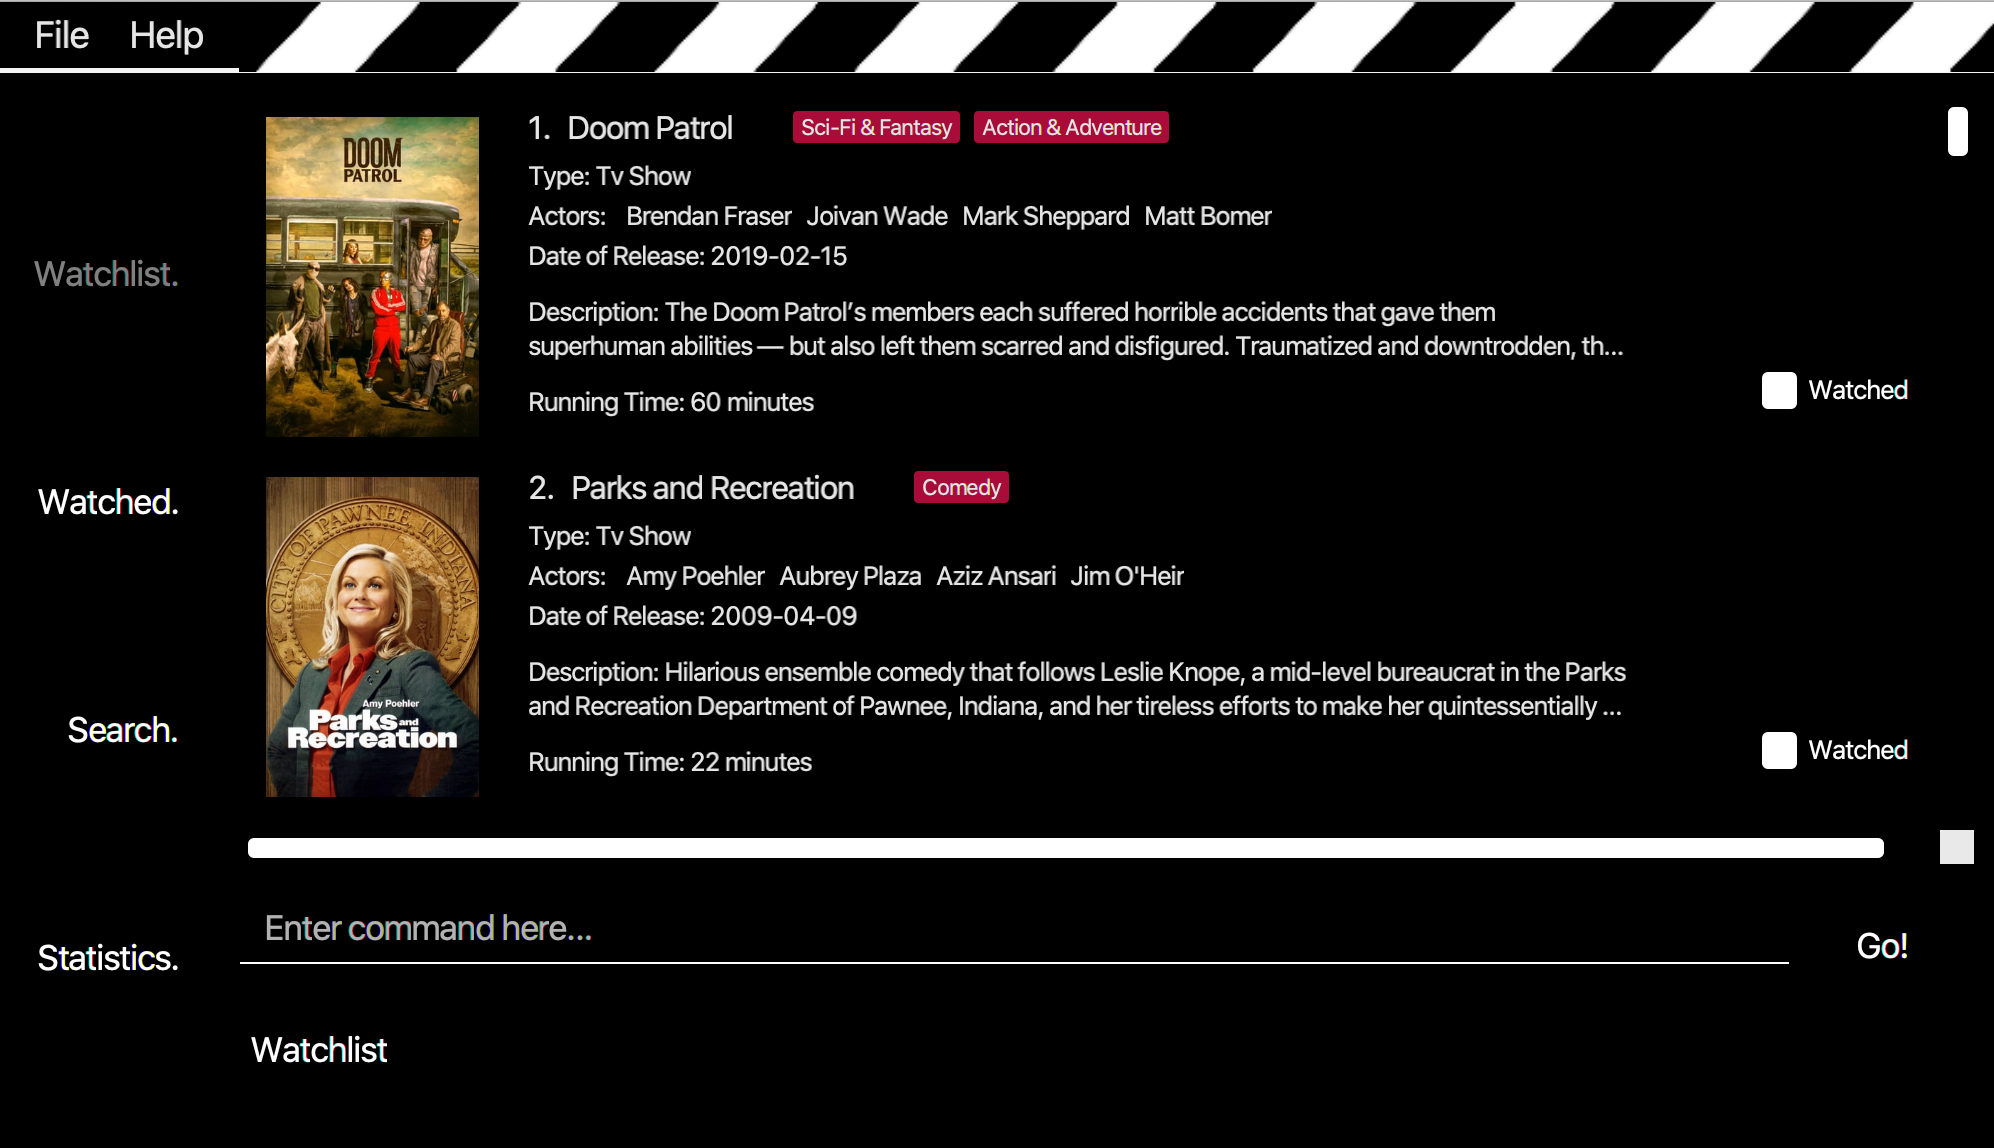 File Help
Watchlist.
Watched.
Search.
Statistics.
DOOM
PATROL
1. Doom Patrol Sci-Fi & Fantasy Action & Adventure
Type: Tv Show
Actors: Brendan Fraser Joivan Wade Mark Sheppard Matt Bomer
Date of Release: 2019-02-15
Description: The Doom Patrol’s members each suffered horrible accidents that gave them
superhuman abilities — but also left them scarred and disfigured. Traumatized and downtrodden, th...
Running Time: 60 minutes
Watched
CITY OF PAWNEE, INDIANA
Amy Poehler
Parks and
Recreation
2. Parks and Recreation Comedy
Type: Tv Show
Actors: Amy Poehler Aubrey Plaza Aziz Ansari Jim O'Heir
Date of Release: 2009-04-09
Description: Hilarious ensemble comedy that follows Leslie Knope, a mid-level bureaucrat in the Parks
and Recreation Department of Pawnee, Indiana, and her tireless efforts to make her quintessentially ...
Running Time: 22 minutes
Watched
Enter command here...
Go!
Watchlist